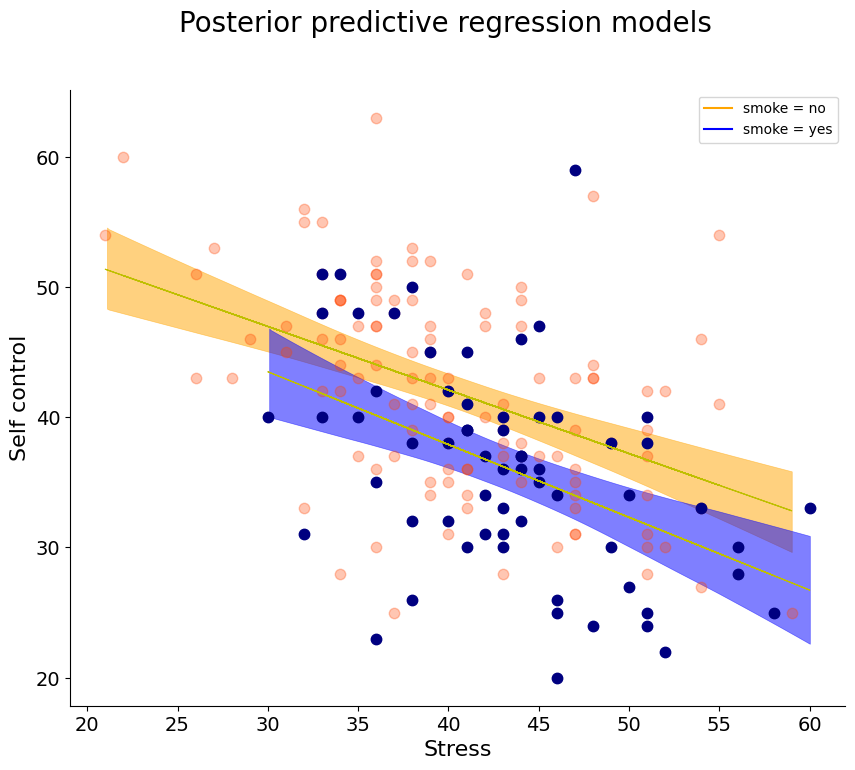 Posterior predictive regression models
smoke = no
smoke = yes
60
50
40
30
20
Self control
20 25 30 35 40 45 50 55 60
Stress